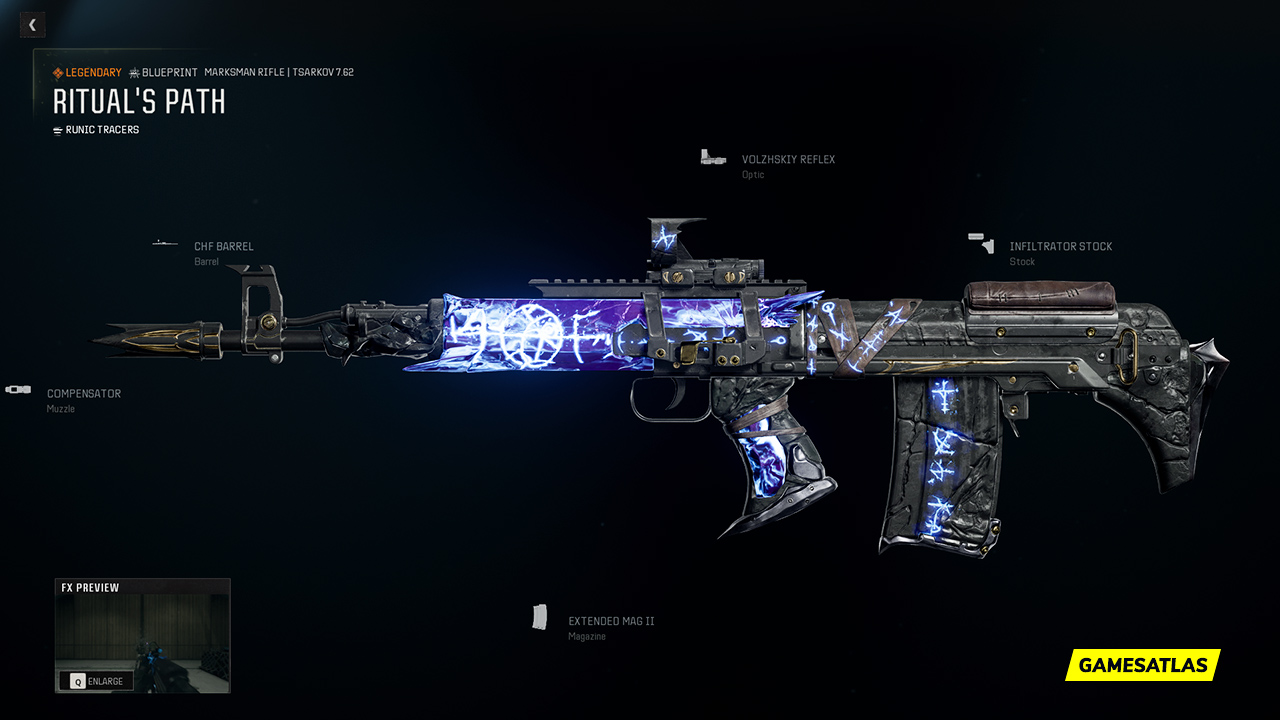 LEGENDARY BLUEPRINT MARKSMAN RIFLE | TSARKOV 7.62
RITUAL'S PATH
RUNIC TRACERS
VOLZHSKIY REFLEX
Optic
CHF BARREL
Barrel
INFILTRATOR STOCK
Stock
COMPENSATOR
Muzzle
FX PREVIEW
Q ENLARGE
EXTENDED MAG II
Magazine
GAMESATLAS